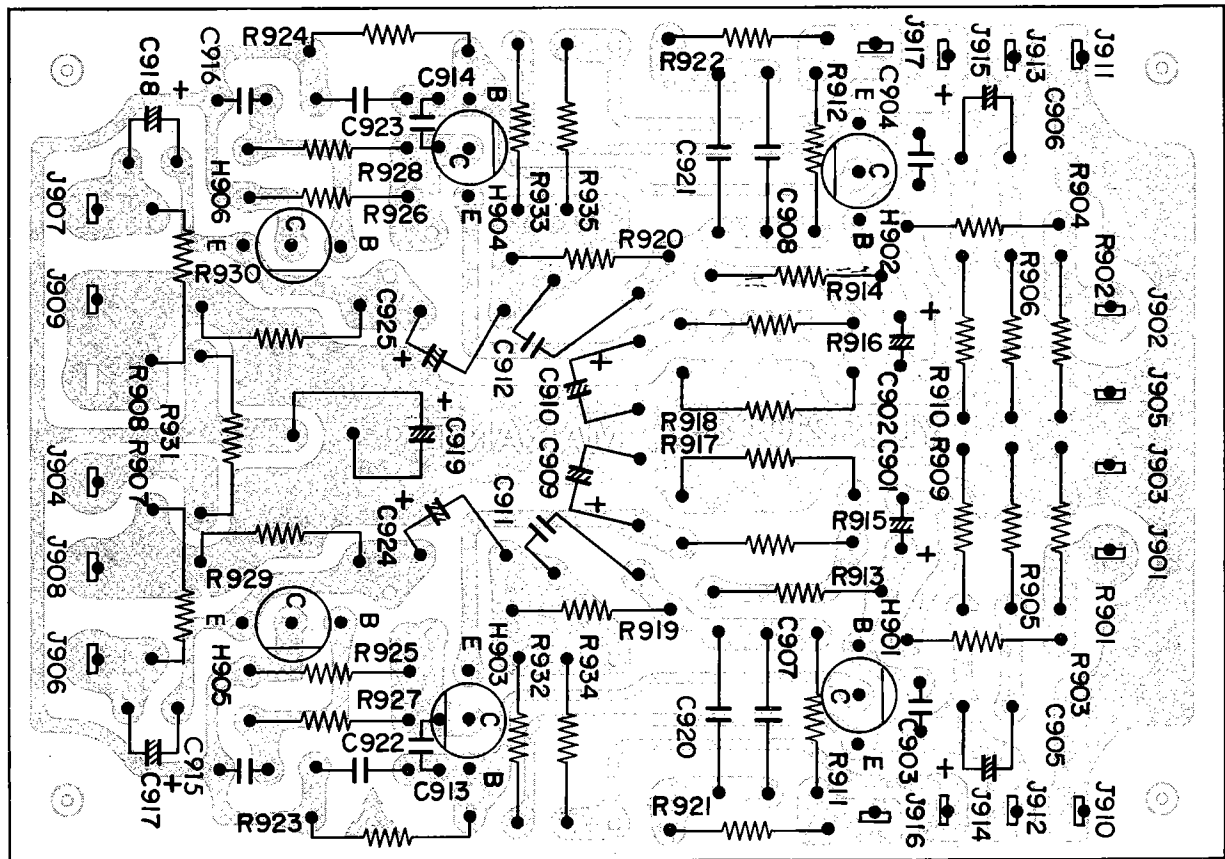 R924
C916
C918
+
C914
B
C923
C
R928
R926
E
H904
R933
R935
R922
R912
E
C904
J917
J915
J913
J911
+
C906
C
C921
C908
B
H902
R904
J907
H906
E
C
B
R930
R920
R914
R906
R902
J902
J909
C925
+
C912
C910
+
R916
C902
+
R910
J905
R908
R931
+
C919
R918
R917
R907
J904
C909
+
C901
R909
J903
+
C924
C911
R915
+
J901
J908
R929
R913
R905
R901
E
C
B
H905
R925
R919
E
H903
R932
R934
C907
B
H901
J906
R927
C
C
R903
C922
C920
C905
C915
+
C917
C913
B
R911
E
C903
+
R923
R921
J916
J914
J912
J910